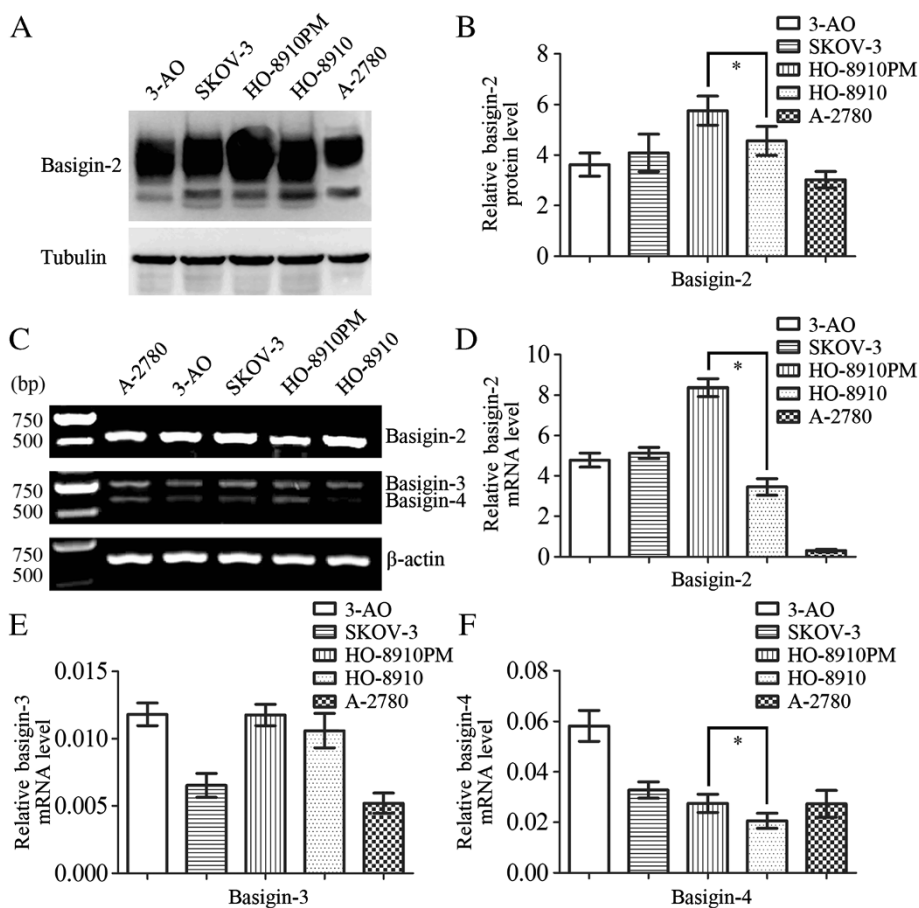 A
3-AO
SKOV-3
HO-8910PM
HO-8910
A-2780
Basigin-2
Tubulin
B
Relative basigin-2
protein level
8
6
4
2
0
*
3-AO
SKOV-3
HO-8910PM
HO-8910
A-2780
Basigin-2
C
(bp)
A-2780
3-AO
SKOV-3
HO-8910PM
HO-8910
750
500
Basigin-2
750
500
Basigin-3
Basigin-4
750
500
β-actin
D
Relative basigin-2
mRNA level
10
8
6
4
2
0
*
3-AO
SKOV-3
HO-8910PM
HO-8910
A-2780
Basigin-2
E
Relative basigin-3
mRNA level
0.015
0.010
0.005
0.000
3-AO
SKOV-3
HO-8910PM
HO-8910
A-2780
Basigin-3
F
Relative basigin-4
mRNA level
0.08
0.06
0.04
0.02
0.00
*
3-AO
SKOV-3
HO-8910PM
HO-8910
A-2780
Basigin-4